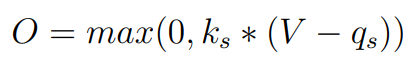 O = max(0, k_s * (V − q_s))